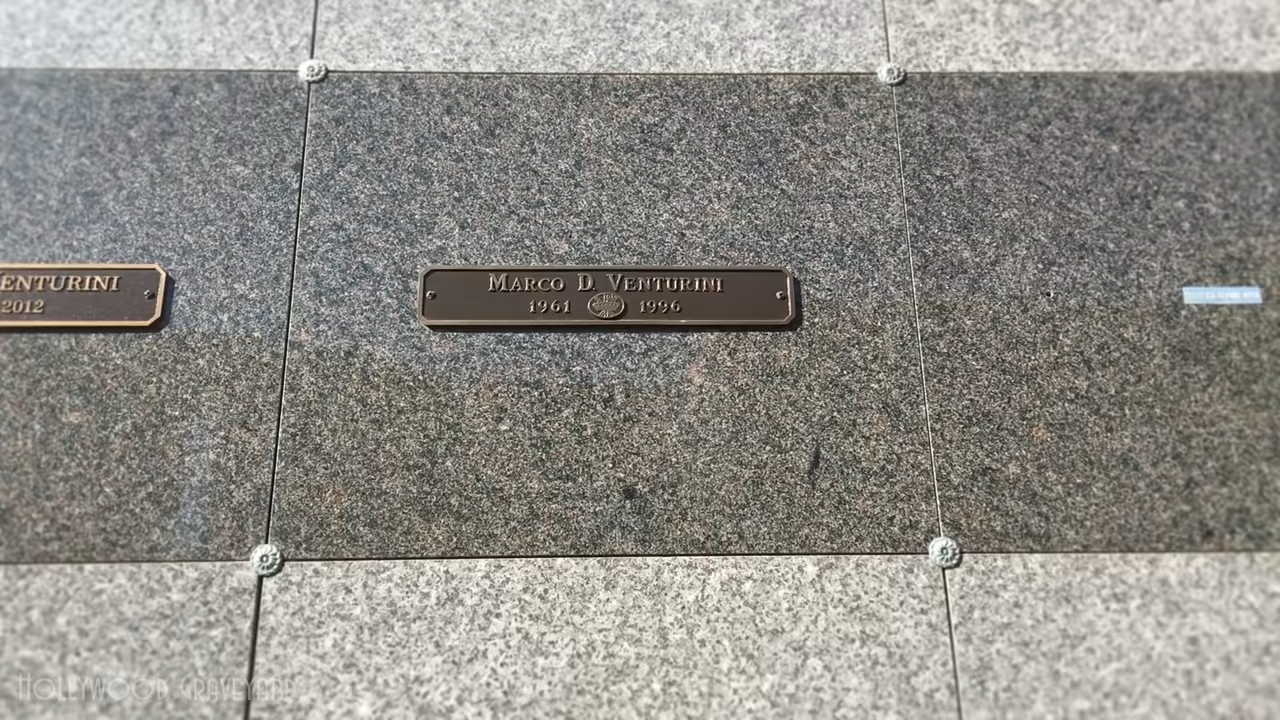 VENTURINI
2012
MARCO D. VENTURINI
1961 1996
HOLLYWOOD GRAVEYARD